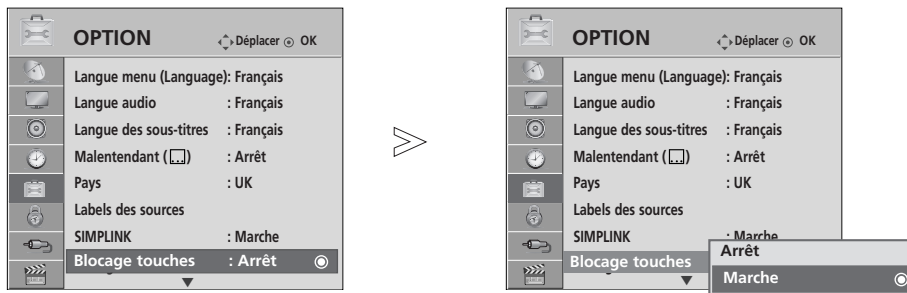 OPTION
Déplacer OK
Langue menu (Language): Français
Langue audio : Français
Langue des sous-titres : Français
Malentendant ( ) : Arrêt
Pays : UK
Labels des sources
SIMPLINK : Marche
Blocage touches : Arrêt
OPTION
Déplacer OK
Langue menu (Language): Français
Langue audio : Français
Langue des sous-titres : Français
Malentendant ( ) : Arrêt
Pays : UK
Labels des sources
SIMPLINK : Marche
Blocage touches
Arrêt
Marche